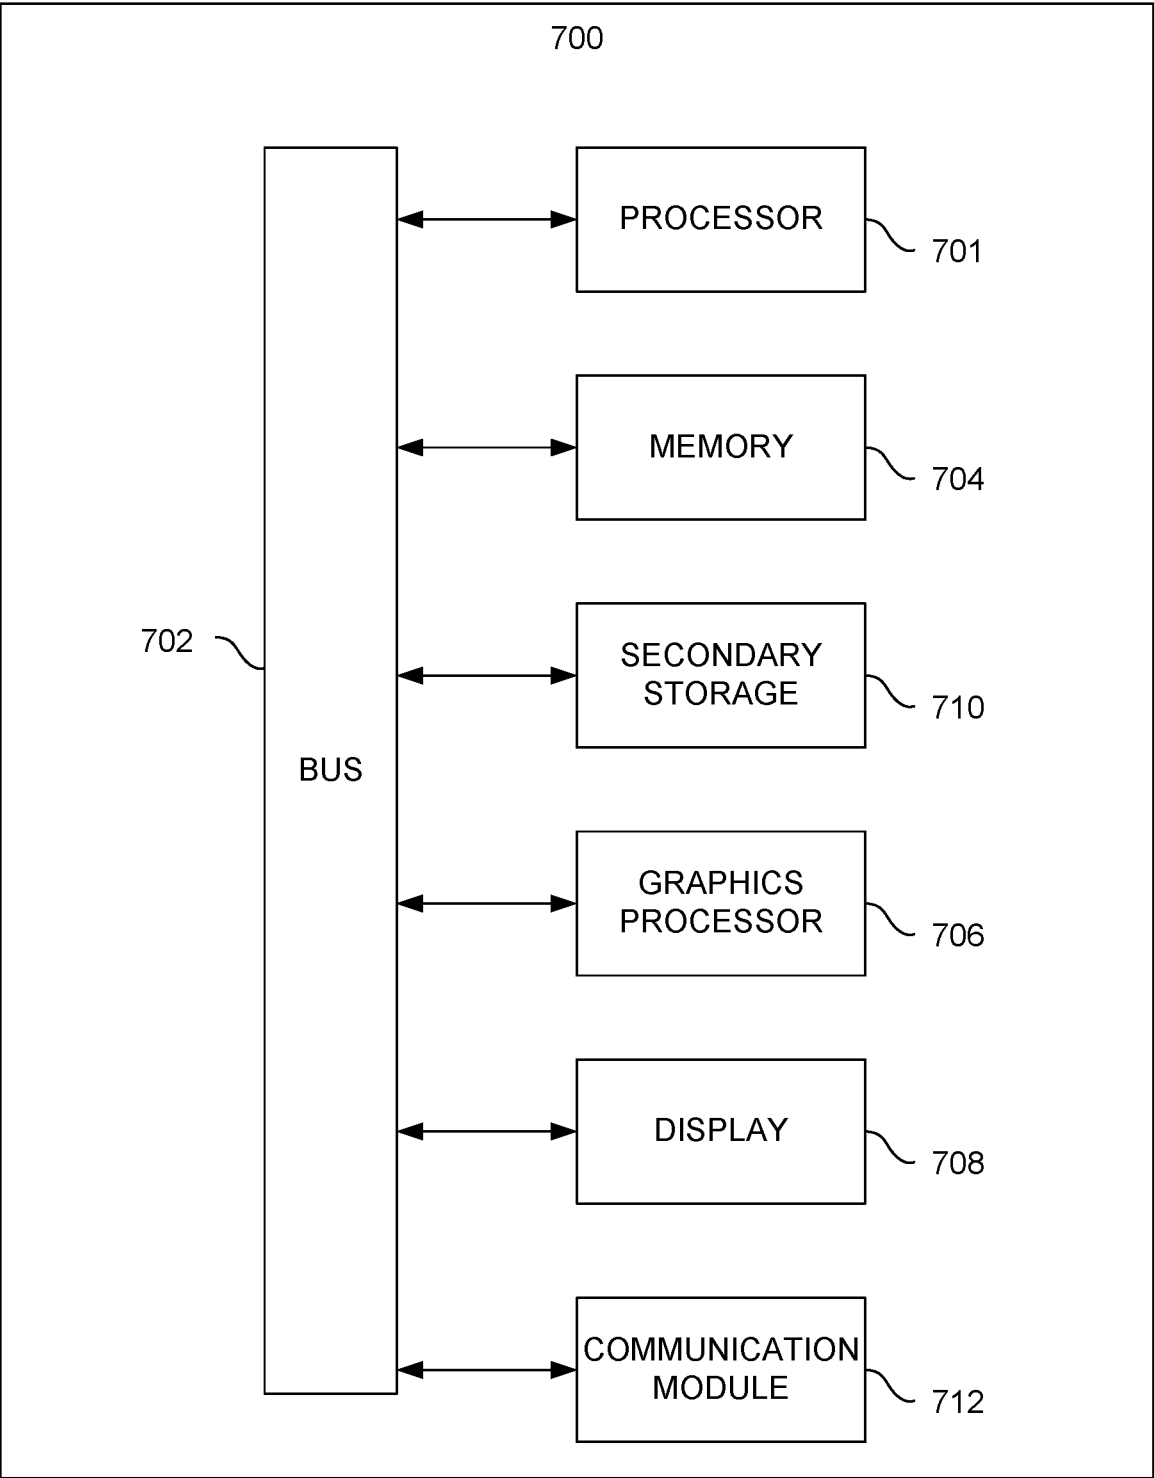 700
PROCESSOR
701
MEMORY
704
702
SECONDARY
STORAGE
710
BUS
GRAPHICS
PROCESSOR
706
DISPLAY
708
COMMUNICATION
MODULE
712